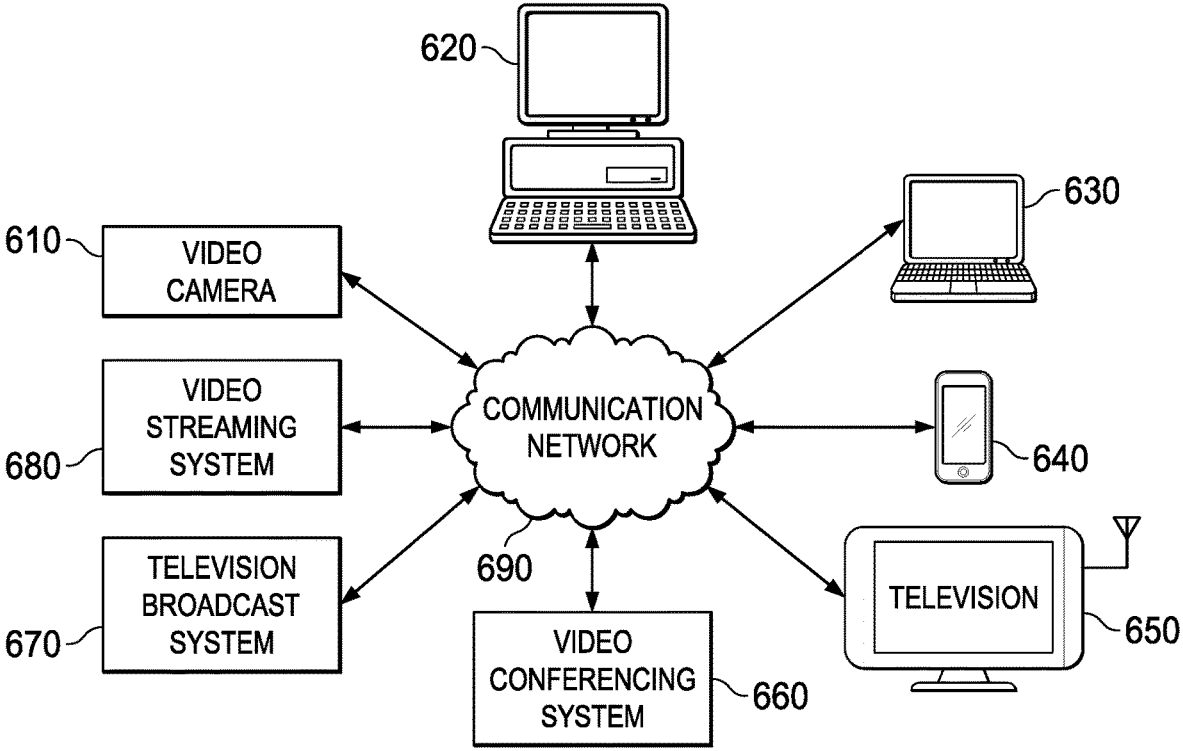 620
630
610
VIDEO
CAMERA
VIDEO
STREAMING
SYSTEM
680
COMMUNICATION
NETWORK
640
690
TELEVISION
BROADCAST
SYSTEM
670
TELEVISION
650
VIDEO
CONFERENCING
SYSTEM
660